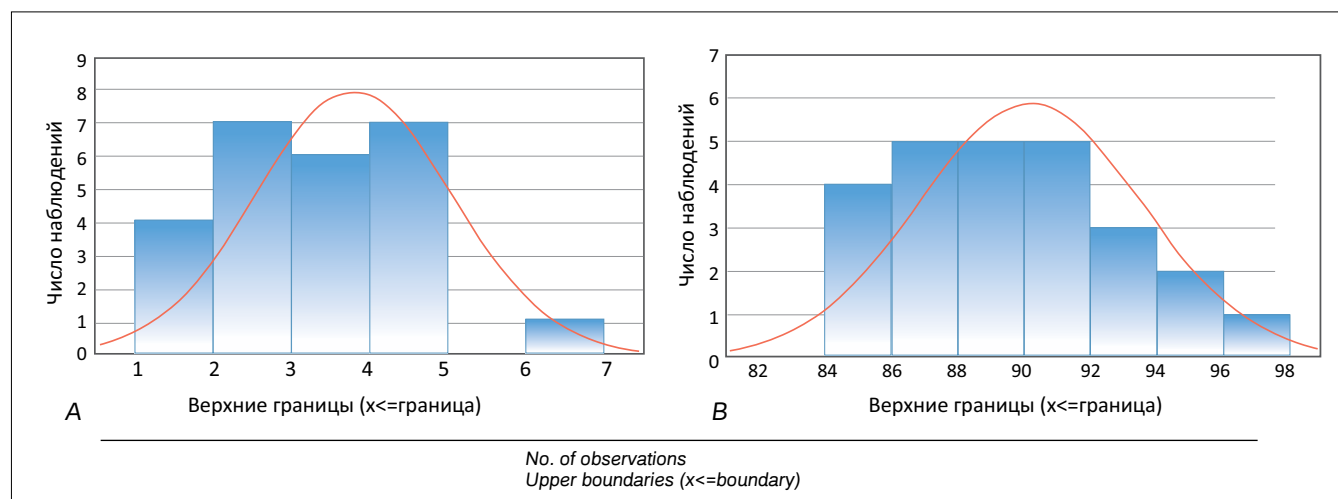 Число наблюдений
9
8
7
6
5
4
3
2
1
0
1 2 3 4 5 6 7
Верхние границы (x<=граница)
A
Число наблюдений
7
6
5
4
3
2
1
0
82 84 86 88 90 92 94 96 98
Верхние границы (x<=граница)
B
No. of observations
Upper boundaries (x<=boundary)